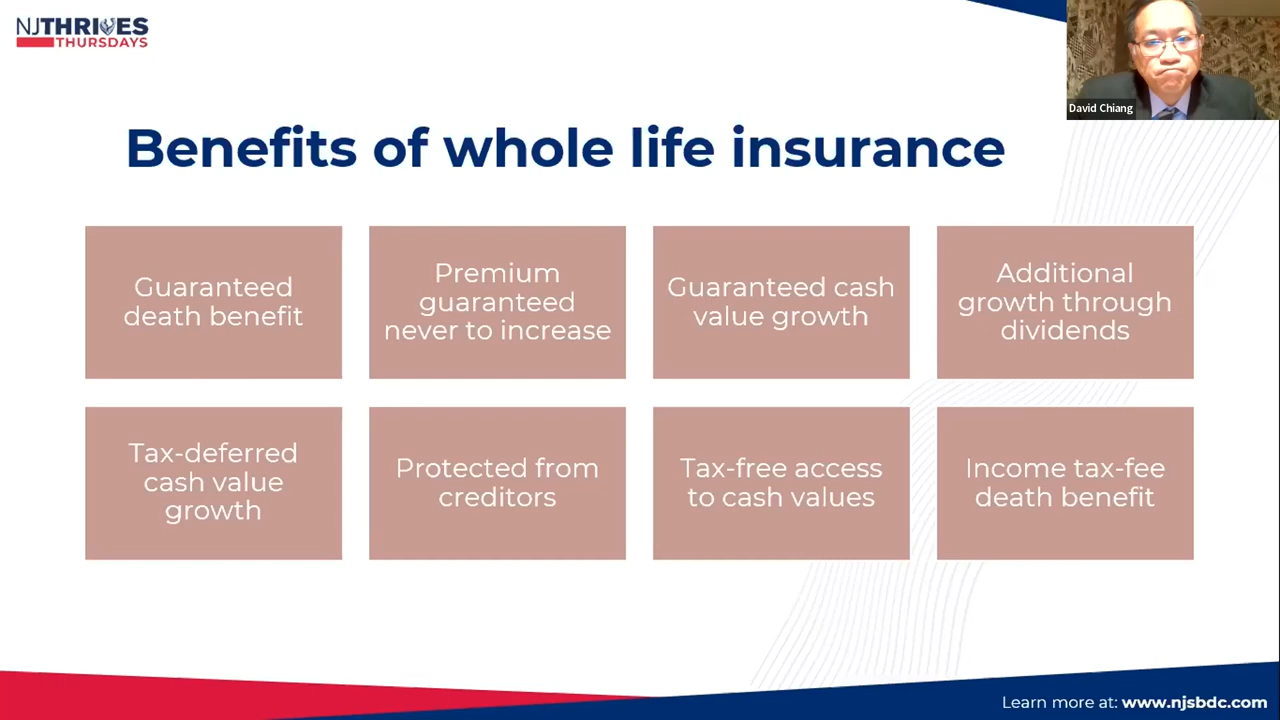 NJTHRIVES
THURSDAYS
David Chiang
Benefits of whole life insurance
Guaranteed
death benefit
Premium
guaranteed
never to increase
Guaranteed cash
value growth
Additional
growth through
dividends
Tax-deferred
cash value
growth
Protected from
creditors
Tax-free access
to cash values
Income tax-fee
death benefit
Learn more at: www.njsbdc.com